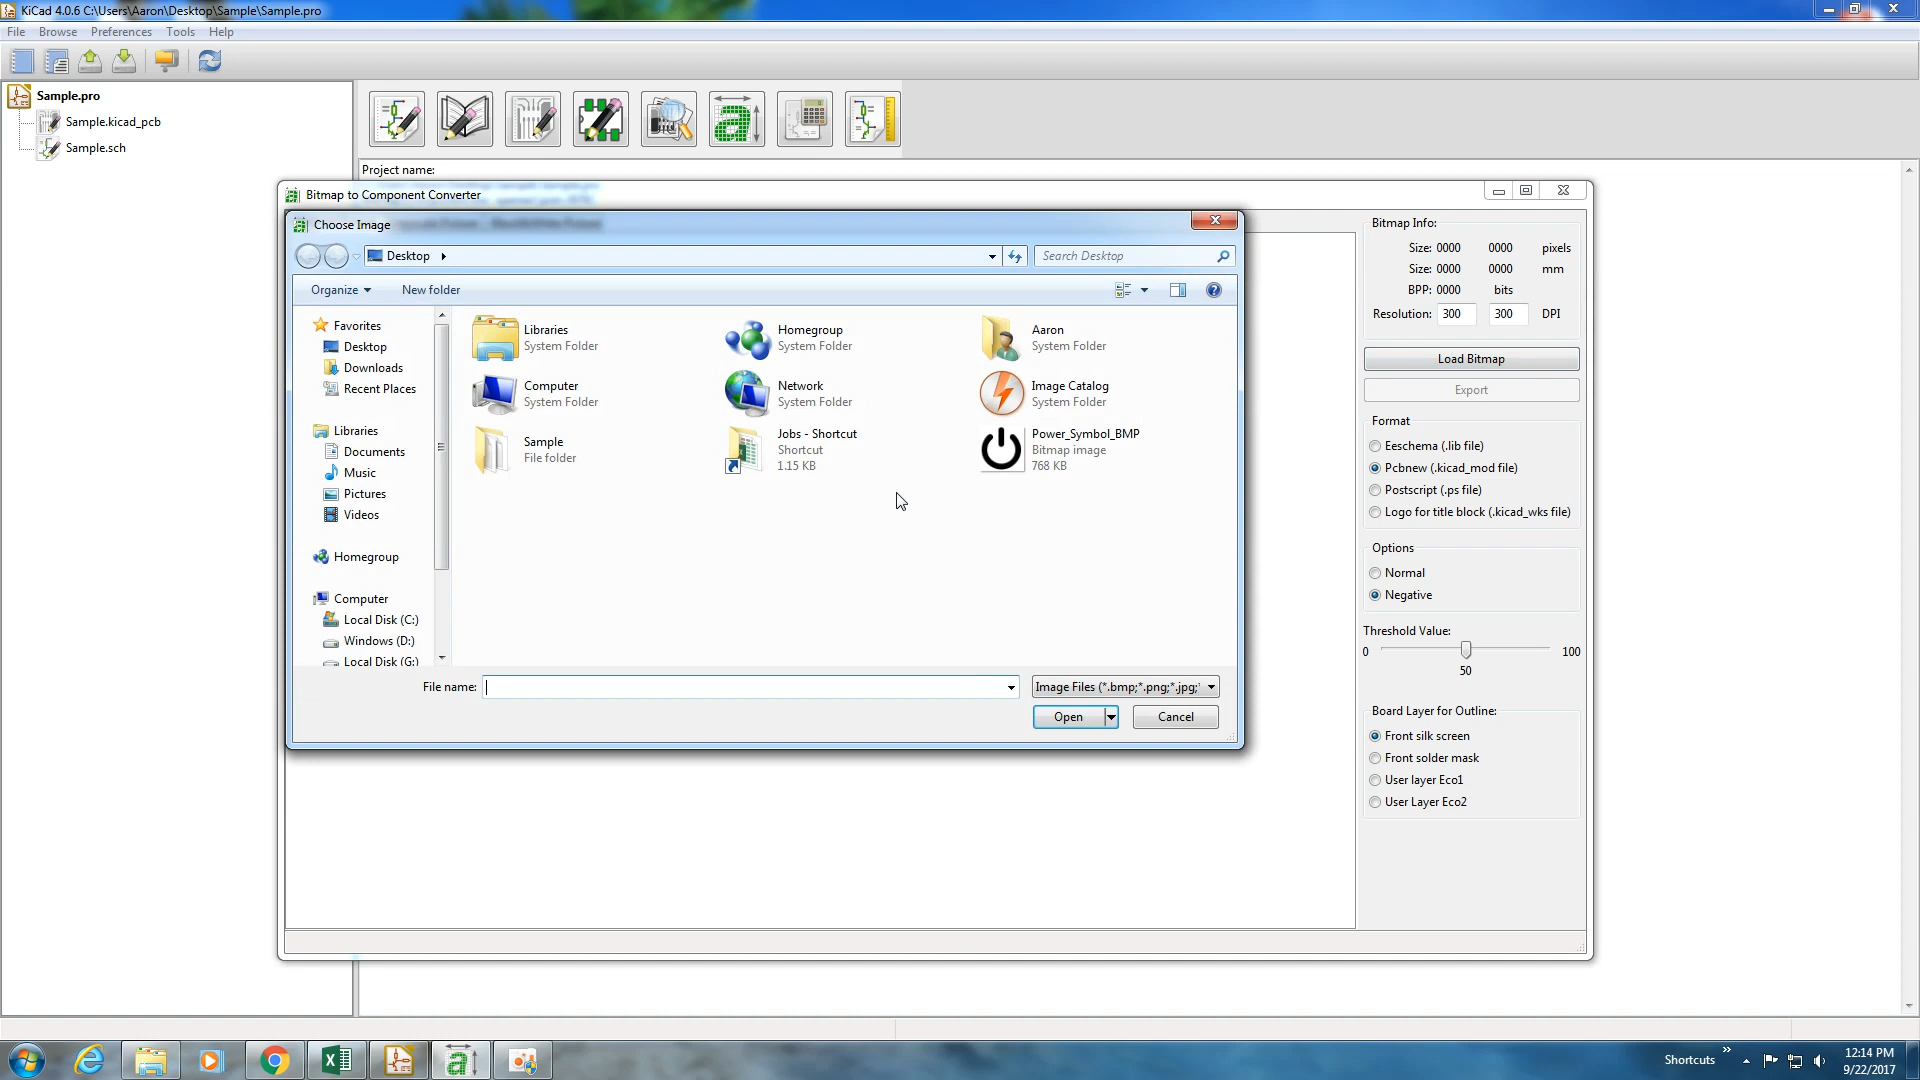 KiCad 4.0.6 C:\Users\Aaron\Desktop\Sample\Sample.pro
File Browse Preferences Tools Help
Sample.pro
Sample.kicad_pcb
Sample.sch
Project name:
Bitmap to Component Converter
Choose Image
Desktop
Search Desktop
Organize New folder
Favorites
Desktop
Downloads
Recent Places
Libraries
Documents
Music
Pictures
Videos
Homegroup
Computer
Local Disk (C:)
Windows (D:)
Local Disk (G:)
Libraries
System Folder
Homegroup
System Folder
Aaron
System Folder
Computer
System Folder
Network
System Folder
Image Catalog
System Folder
Sample
File folder
Jobs - Shortcut
Shortcut
1.15 KB
Power_Symbol_BMP
Bitmap image
768 KB
File name:
Image Files (*.bmp;*.png;*.jpg;
Open
Cancel
Bitmap Info:
Size: 0000 0000 pixels
Size: 0000 0000 mm
BPP: 0000 bits
Resolution: 300 300 DPI
Load Bitmap
Export
Format
Eeschema (.lib file)
Pcbnew (.kicad_mod file)
Postscript (.ps file)
Logo for title block (.kicad_wks file)
Options
Normal
Negative
Threshold Value:
0 100
50
Board Layer for Outline:
Front silk screen
Front solder mask
User layer Eco1
User Layer Eco2
Shortcuts
12:14 PM
9/22/2017